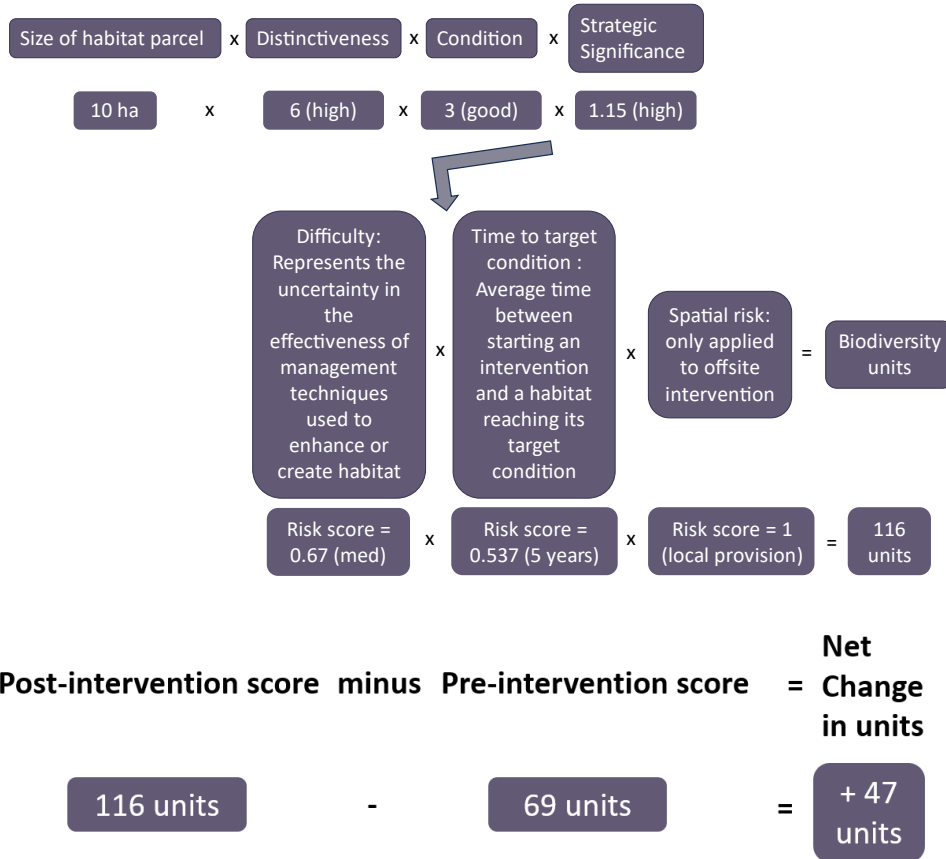 Size of habitat parcel x Distinctiveness x Condition x Strategic
Significance
10 ha x 6 (high) x 3 (good) x 1.15 (high)
Difficulty:
Represents the
uncertainty in
the
effectiveness of
management
techniques
used to
enhance or
create habitat
x
Time to target
condition :
Average time
between
starting an
intervention
and a habitat
reaching its
target
condition
x
Spatial risk:
only applied
to offsite
intervention
=
Biodiversity
units
Risk score =
0.67 (med)
x
Risk score =
0.537 (5 years)
x
Risk score = 1
(local provision)
=
116
units
Post-intervention score minus Pre-intervention score =
Net
Change
in units
116 units - 69 units =
+ 47
units